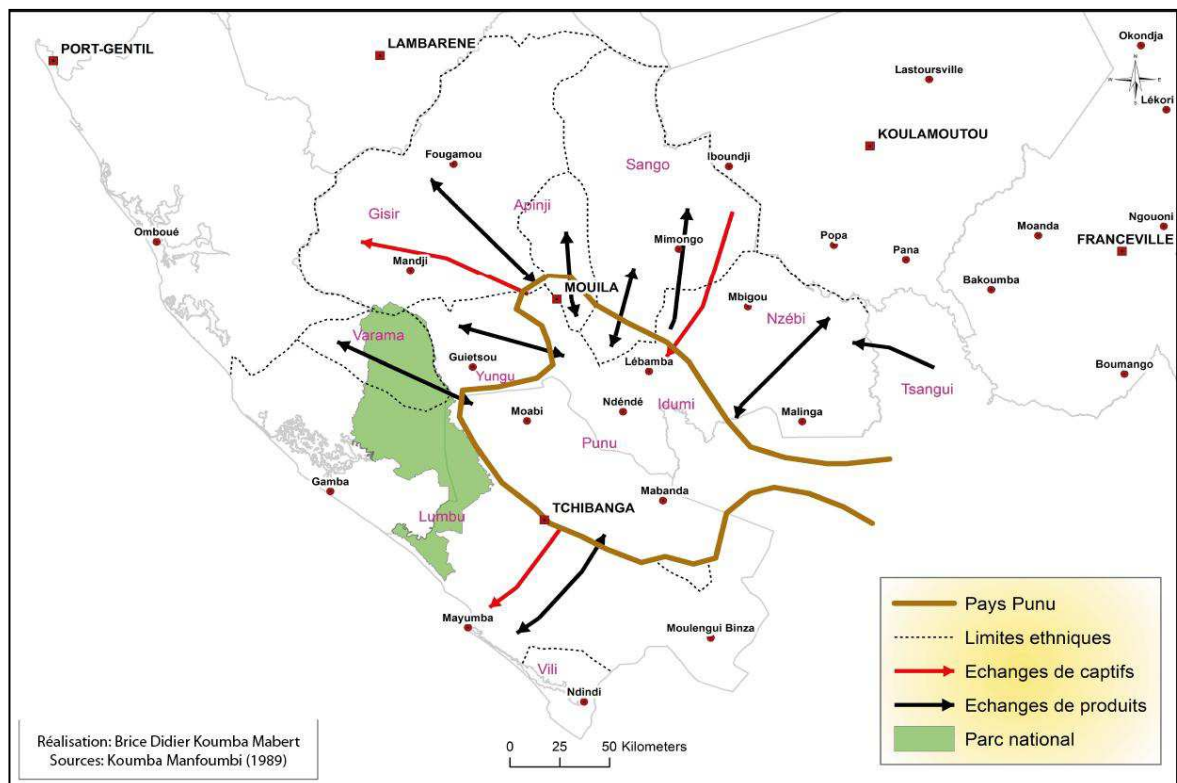 PORT-GENTIL
LAMBARENE
Okondja
N
W E
S
Lastoursville
Lékori
KOULAMOUTOU
Fougamou
Sango
Iboundji
Apinji
Gisir
Omboué
Mandji
Mimongo
Popa
Pana
Moanda
Ngouoni
FRANCEVILLE
Bakoumba
MOUILA
Mbigou
Nzébi
Varama
Guietsou
Yungu
Lébamba
Tsangui
Boumango
Moabi
Ndéndé
Idumi
Malinga
Punu
Gamba
Mabanda
Lumbu
TCHIBANGA
Mayumba
Moulengui Binza
Vili
Ndindi
Pays Punu
Limites ethniques
Echanges de captifs
Echanges de produits
Parc national
Réalisation: Brice Didier Koumba Mabert
Sources: Koumba Manfoumbi (1989)
0 25 50 Kilometers